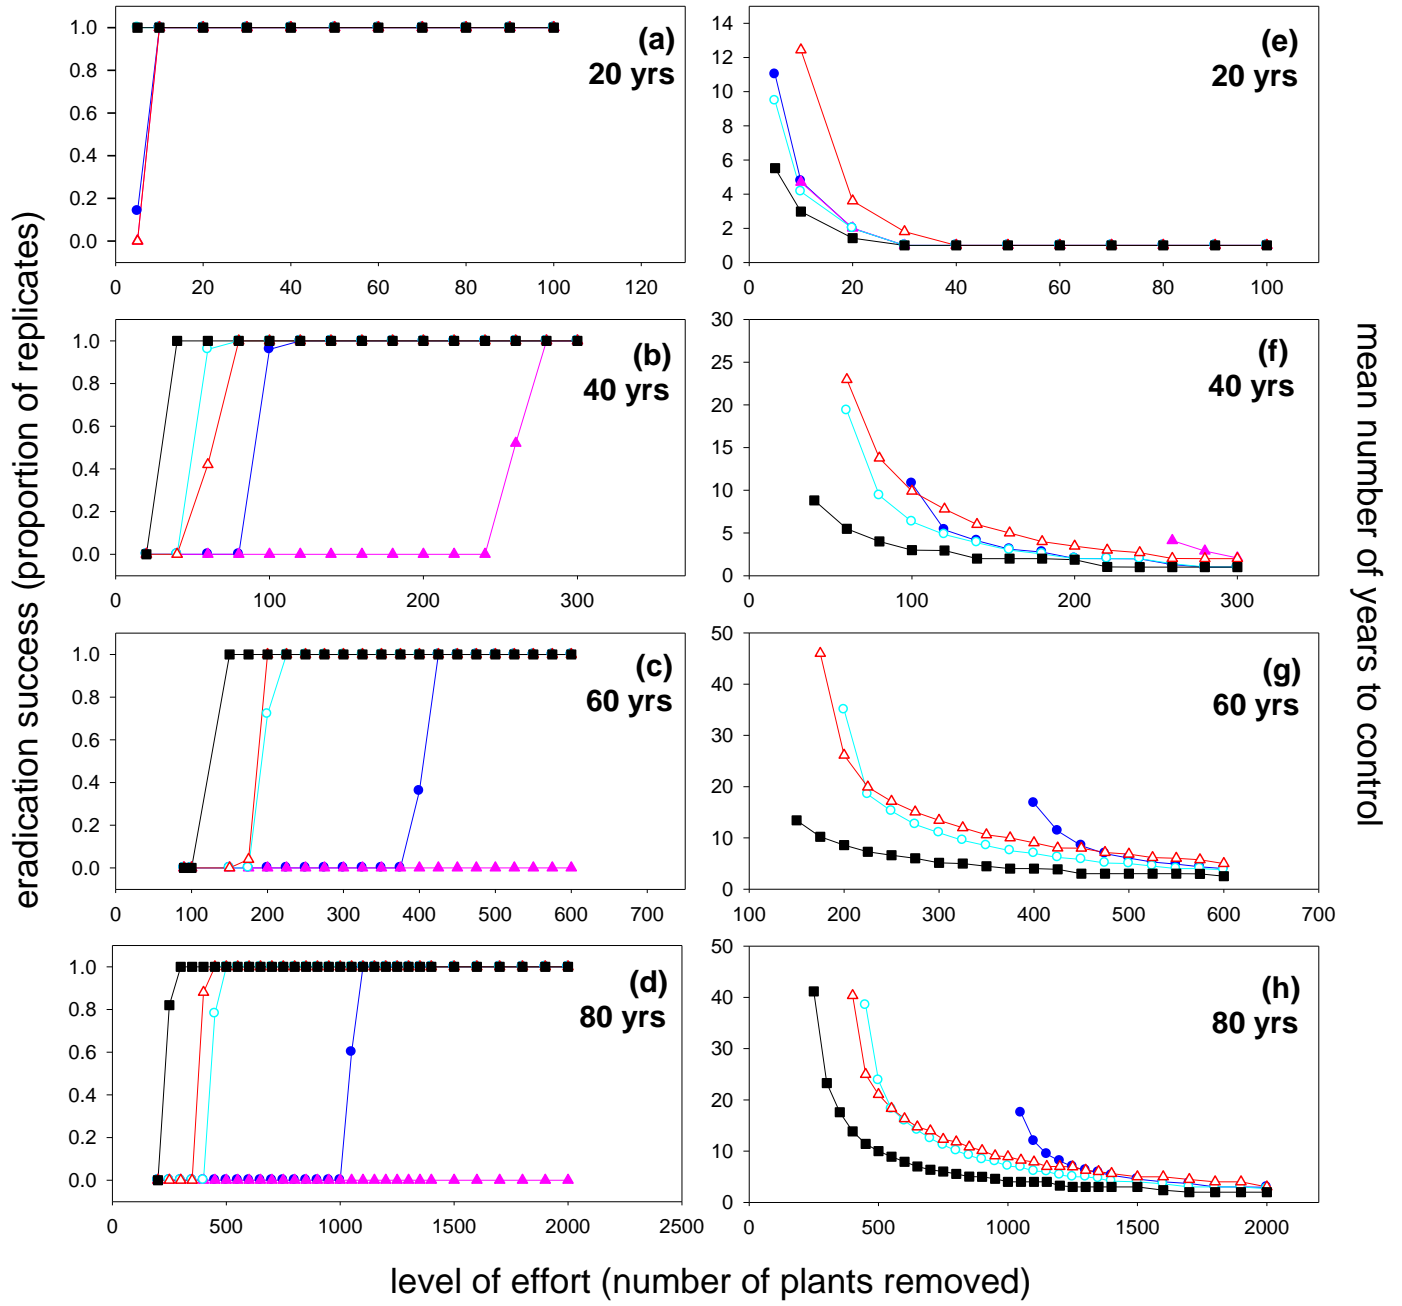 eradication success (proportion of replicates)
1.0
0.8
0.6
0.4
0.2
0.0
0 20 40 60 80 100 120
(a)
20 yrs
14
12
10
8
6
4
2
0
0 20 40 60 80 100
(e)
20 yrs
1.0
0.8
0.6
0.4
0.2
0.0
0 100 200 300
(b)
40 yrs
30
25
20
15
10
5
0
0 100 200 300
(f)
40 yrs
1.0
0.8
0.6
0.4
0.2
0.0
0 100 200 300 400 500 600 700
(c)
60 yrs
50
40
30
20
10
0
100 200 300 400 500 600 700
(g)
60 yrs
1.0
0.8
0.6
0.4
0.2
0.0
0 500 1000 1500 2000 2500
(d)
80 yrs
50
40
30
20
10
0
0 500 1000 1500 2000
(h)
80 yrs
mean number of years to control
level of effort (number of plants removed)